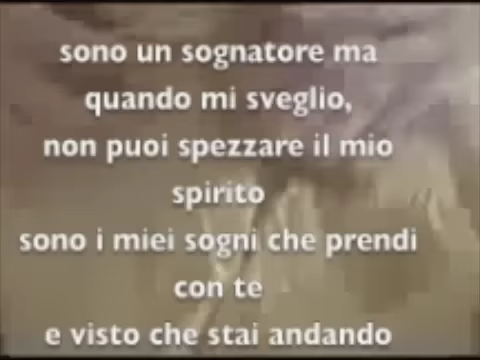 sono un sognatore ma
quando mi sveglio,
non puoi spezzare il mio
spirito
sono i miei sogni che prendi
con te
e visto che stai andando